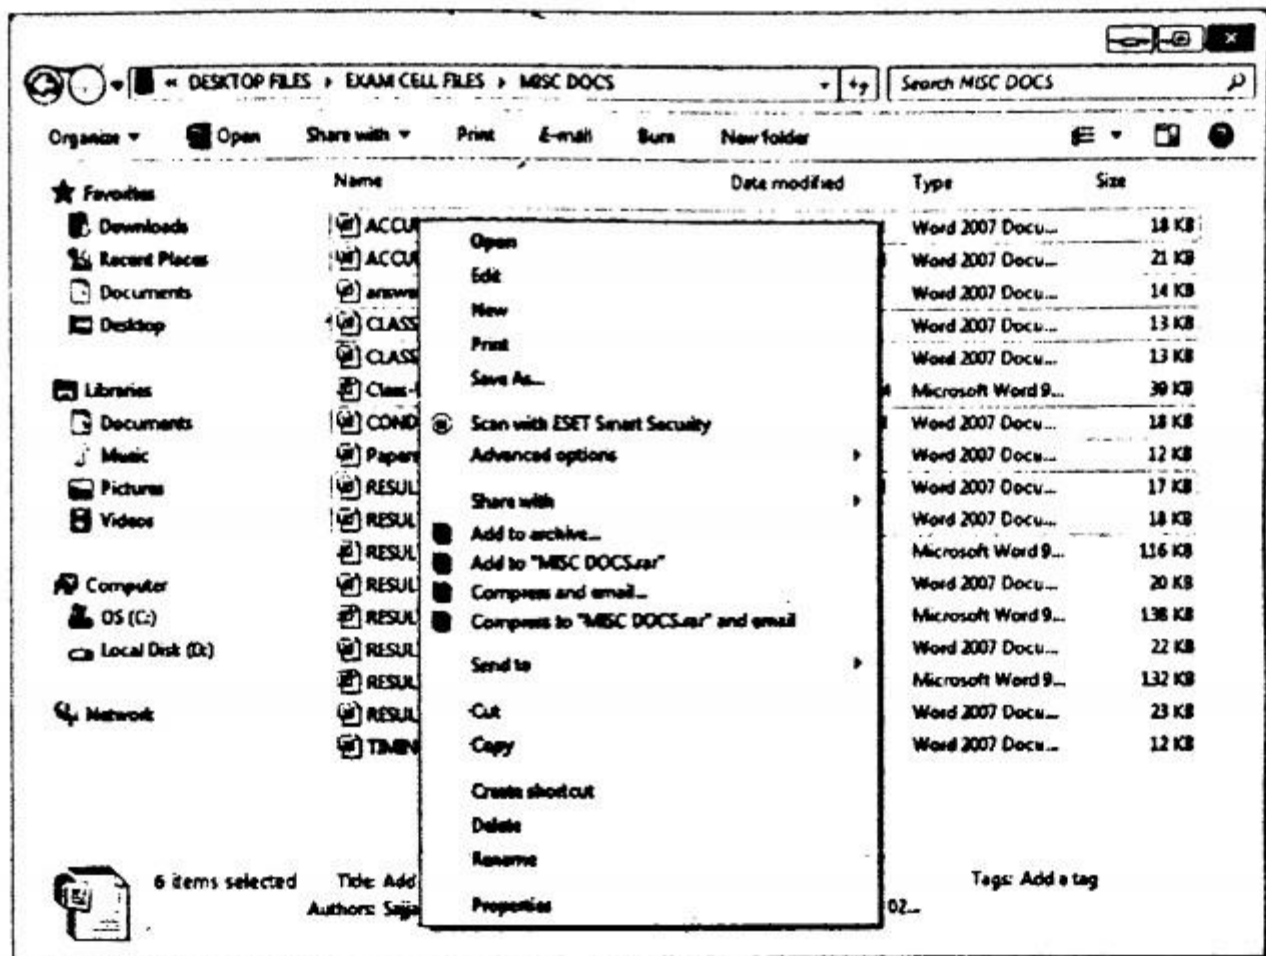 « DESKTOP FILES ▸ EXAM CELL FILES ▸ MISC DOCS
Search MISC DOCS
Organize ▾ Open Share with ▾ Print E-mail Burn New folder
Name Date modified Type Size
Favorites
Downloads
Recent Places
Documents
Desktop
Libraries
Documents
Music
Pictures
Videos
Computer
OS (C:)
Local Disk (D:)
Network
ACCU Word 2007 Docu... 18 KB
ACCU Word 2007 Docu... 21 KB
answe Word 2007 Docu... 14 KB
CLASS Word 2007 Docu... 13 KB
CLASS Word 2007 Docu... 13 KB
Class- Microsoft Word 9... 39 KB
COND Word 2007 Docu... 18 KB
Papers Word 2007 Docu... 12 KB
RESUL Word 2007 Docu... 17 KB
RESUL Word 2007 Docu... 18 KB
RESUL Microsoft Word 9... 116 KB
RESUL Word 2007 Docu... 20 KB
RESUL Microsoft Word 9... 138 KB
RESUL Word 2007 Docu... 22 KB
RESUL Microsoft Word 9... 132 KB
RESUL Word 2007 Docu... 23 KB
TIMIN Word 2007 Docu... 12 KB
Open
Edit
New
Print
Save As...
Scan with ESET Smart Security
Advanced options
Share with
Add to archive...
Add to "MISC DOCS.rar"
Compress and email...
Compress to "MISC DOCS.rar" and email
Send to
Cut
Copy
Create shortcut
Delete
Rename
Properties
6 items selected Title: Add Tags: Add a tag
Authors: Sajja 02...